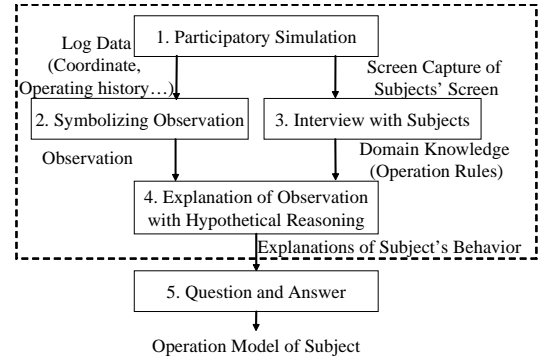 1. Participatory Simulation
Log Data
(Coordinate,
Operating history…)
Screen Capture of
Subjects' Screen
2. Symbolizing Observation
3. Interview with Subjects
Observation
Domain Knowledge
(Operation Rules)
4. Explanation of Observation
with Hypothetical Reasoning
Explanations of Subject's Behavior
5. Question and Answer
Operation Model of Subject